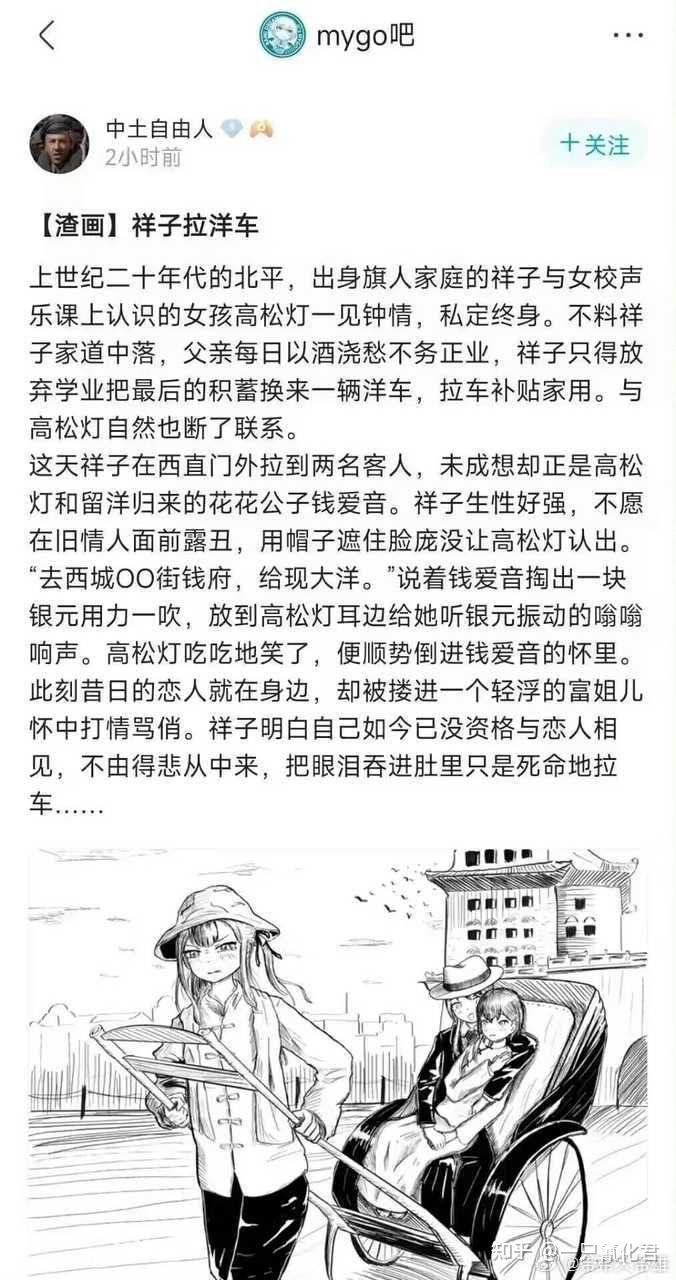 mygo吧
中土自由人
2小时前
+关注
【渣画】祥子拉洋车
上世纪二十年代的北平，出身旗人家庭的祥子与女校声
乐课上认识的女孩高松灯一见钟情，私定终身。不料祥
子家道中落，父亲每日以酒浇愁不务正业，祥子只得放
弃学业把最后的积蓄换来一辆洋车，拉车补贴家用。与
高松灯自然也断了联系。
这天祥子在西直门外拉到两名客人，未成想却正是高松
灯和留洋归来的花花公子钱爱音。祥子生性好强，不愿
在旧情人面前露丑，用帽子遮住脸庞没让高松灯认出。
“去西城OO街钱府，给现大洋。”说着钱爱音掏出一块
银元用力一吹，放到高松灯耳边给她听银元振动的嗡嗡
响声。高松灯吃吃地笑了，便顺势倒进钱爱音的怀里。
此刻昔日的恋人就在身边，却被搂进一个轻浮的富姐儿
怀中打情骂俏。祥子明白自己如今已没资格与恋人相
见，不由得悲从中来，把眼泪吞进肚里只是死命地拉
车……
知乎 @一只氧化君